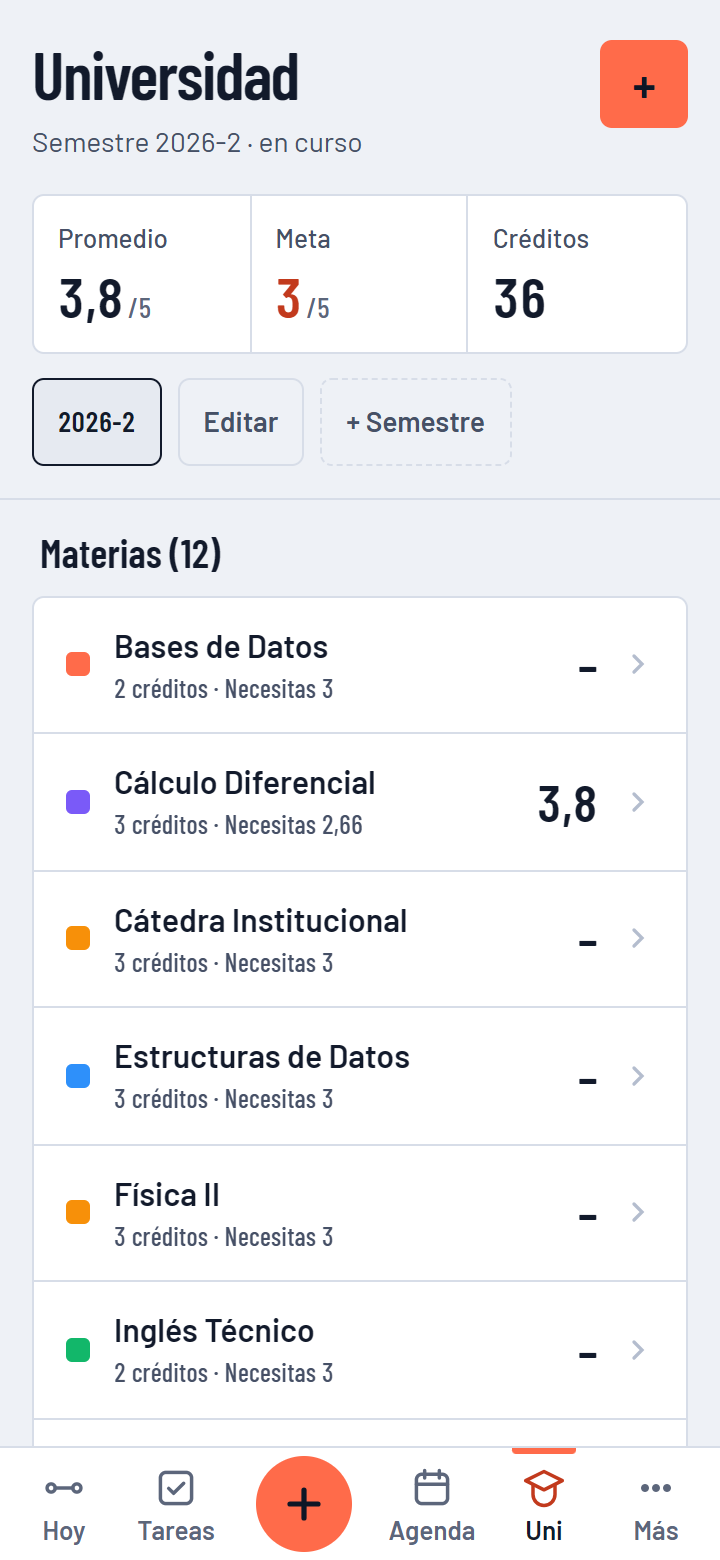 Universidad
+
Semestre 2026-2 · en curso
Promedio
Meta
Créditos
3,8 /5
3 /5
36
2026-2
Editar
+ Semestre
Materias (12)
Bases de Datos
2 créditos · Necesitas 3
–
Cálculo Diferencial
3 créditos · Necesitas 2,66
3,8
Cátedra Institucional
3 créditos · Necesitas 3
–
Estructuras de Datos
3 créditos · Necesitas 3
–
Física II
3 créditos · Necesitas 3
–
Inglés Técnico
2 créditos · Necesitas 3
–
Hoy
Tareas
+
Agenda
Uni
Más